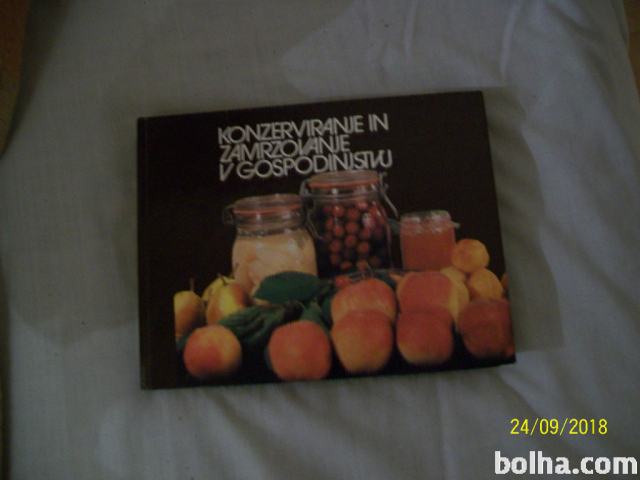 KONZERVIRANJE IN
ZAMRZOVANJE
V GOSPODINJSTVU
24/09/2018
bolha.com